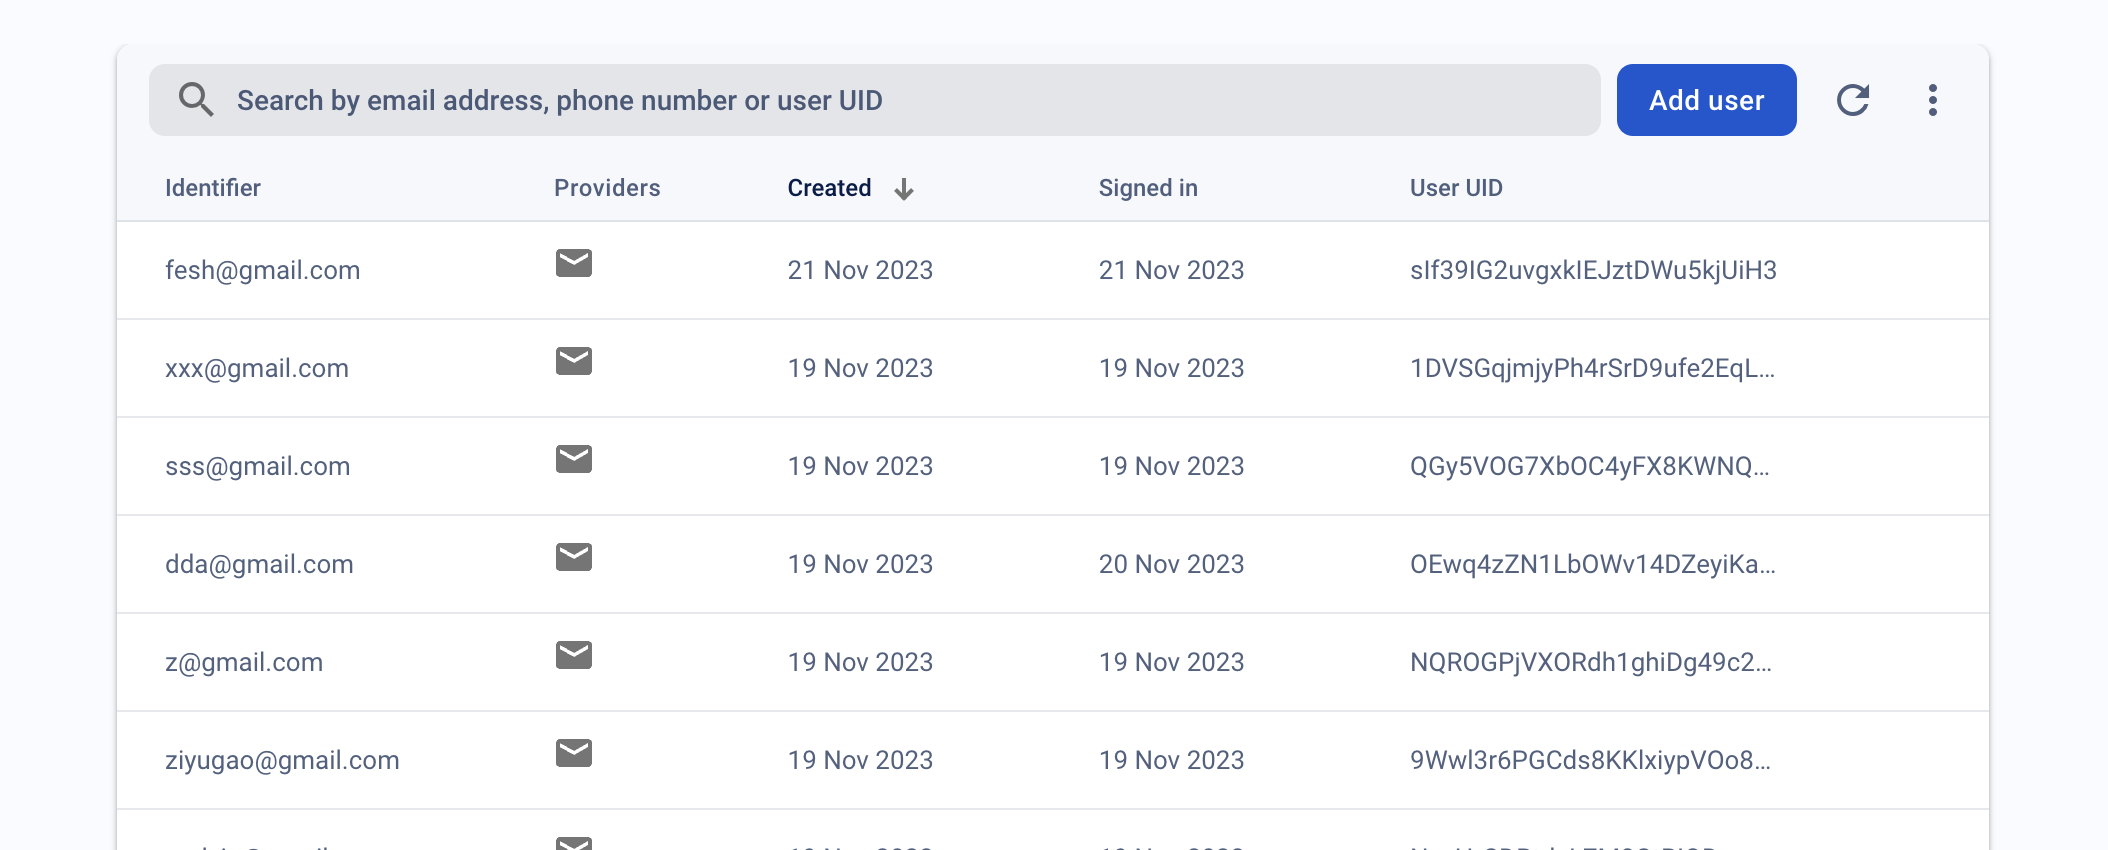 Search by email address, phone number or user UID Add user
Identifier Providers Created Signed in User UID
fesh@gmail.com 21 Nov 2023 21 Nov 2023 slf39IG2uvgxkIEJztDWu5kjUiH3
xxx@gmail.com 19 Nov 2023 19 Nov 2023 1DVSGqjmjyPh4rSrD9ufe2EqL...
sss@gmail.com 19 Nov 2023 19 Nov 2023 QGy5VOG7XbOC4yFX8KWNQ...
dda@gmail.com 19 Nov 2023 20 Nov 2023 OEwq4zZN1LbOWv14DZeyiKa...
z@gmail.com 19 Nov 2023 19 Nov 2023 NQROGPjVXORdh1ghiDg49c2...
ziyugao@gmail.com 19 Nov 2023 19 Nov 2023 9Wwl3r6PGCds8KKlxiypVOo8...